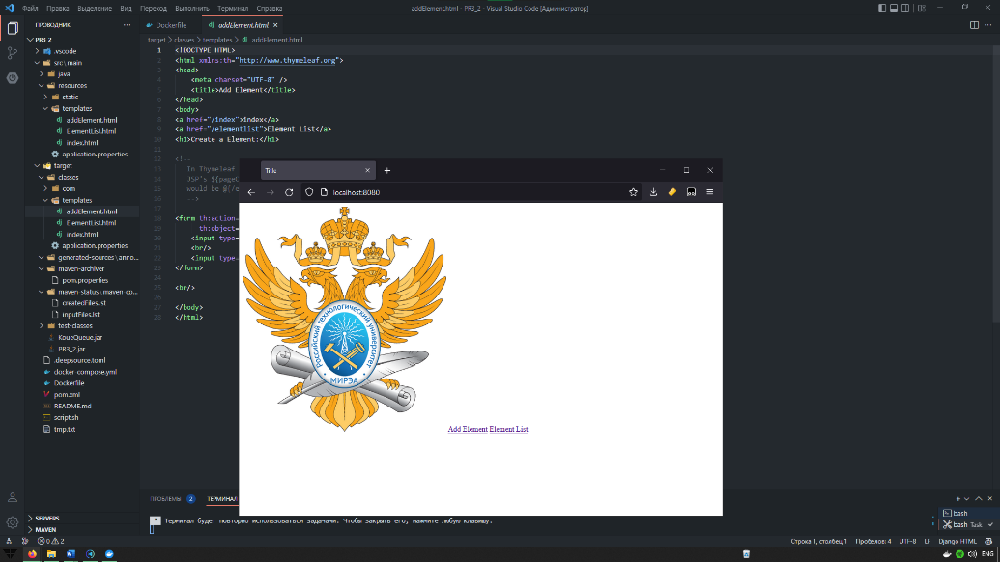 Файл Правка Выделение Вид Переход Выполнить Терминал Справка
addElement.html - PR3_2 - Visual Studio Code [Администратор]
ПРОВОДНИК
Dockerfile
addElement.html
PR3_2
.vscode
src\main
java
resources
static
templates
addElement.html
ElementList.html
index.html
application.properties
target
classes
com
templates
addElement.html
ElementList.html
index.html
application.properties
generated-sources\anno...
maven-archiver
pom.properties
maven-status\maven-co...
createdFiles.lst
inputFiles.lst
test-classes
KoueQueue.jar
PR3_2.jar
.deepsource.toml
docker-compose.yml
Dockerfile
pom.xml
README.md
script.sh
tmp.txt
SERVERS
MAVEN
target > classes > templates > addElement.html
1 <!DOCTYPE HTML>
2 <html xmlns:th="http://www.thymeleaf.org">
3 <head>
4 <meta charset="UTF-8" />
5 <title>Add Element</title>
6 </head>
7 <body>
8 <a href="/index">index</a>
9 <a href="/elementlist">Element List</a>
10 <h1>Create a Element:</h1>
11
12 <!--
13 In Thymeleaf
14 JSP's ${pageC
15 would be @{/e
16 -->
17
18 <form th:action=
19 th:object=
20 <input type=
21 <br/>
22 <input type=
23 </form>
24
25 <br/>
26
27 </body>
28 </html>
Title
localhost:8080
РОССИЙСКИЙ ТЕХНОЛОГИЧЕСКИЙ УНИВЕРСИТЕТ
МИРЭА
Add Element Element List
ПРОБЛЕМЫ 2 ТЕРМИНАЛ
* Терминал будет повторно использоваться задачами. Чтобы закрыть его, нажмите любую клавишу.
bash
bash Task
0 2
Строка 1, столбец 1 Пробелов: 4 UTF-8 LF Django HTML
ENG